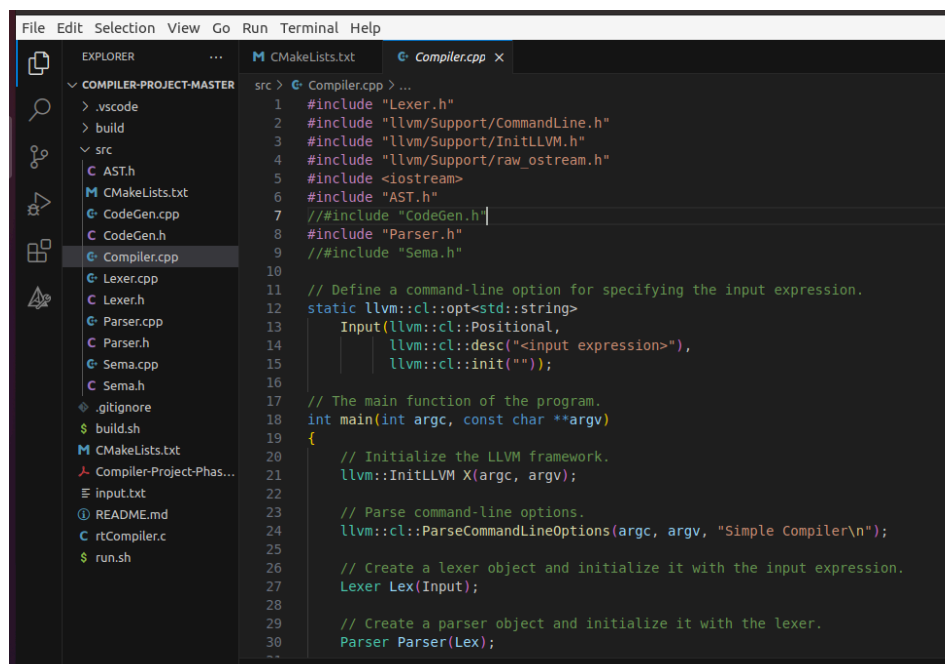 File Edit Selection View Go Run Terminal Help
EXPLORER ...
COMPILER-PROJECT-MASTER
.vscode
build
src
C AST.h
M CMakeLists.txt
CodeGen.cpp
C CodeGen.h
Compiler.cpp
Lexer.cpp
C Lexer.h
Parser.cpp
C Parser.h
Sema.cpp
C Sema.h
.gitignore
$ build.sh
M CMakeLists.txt
Compiler-Project-Phas...
input.txt
README.md
C rtCompiler.c
$ run.sh
M CMakeLists.txt Compiler.cpp
src > Compiler.cpp > ...
1 #include "Lexer.h"
2 #include "llvm/Support/CommandLine.h"
3 #include "llvm/Support/InitLLVM.h"
4 #include "llvm/Support/raw_ostream.h"
5 #include <iostream>
6 #include "AST.h"
7 //#include "CodeGen.h"
8 #include "Parser.h"
9 //#include "Sema.h"
10
11 // Define a command-line option for specifying the input expression.
12 static llvm::cl::opt<std::string>
13 Input(llvm::cl::Positional,
14 llvm::cl::desc("<input expression>"),
15 llvm::cl::init(""));
16
17 // The main function of the program.
18 int main(int argc, const char **argv)
19 {
20 // Initialize the LLVM framework.
21 llvm::InitLLVM X(argc, argv);
22
23 // Parse command-line options.
24 llvm::cl::ParseCommandLineOptions(argc, argv, "Simple Compiler\n");
25
26 // Create a lexer object and initialize it with the input expression.
27 Lexer Lex(Input);
28
29 // Create a parser object and initialize it with the lexer.
30 Parser Parser(Lex);